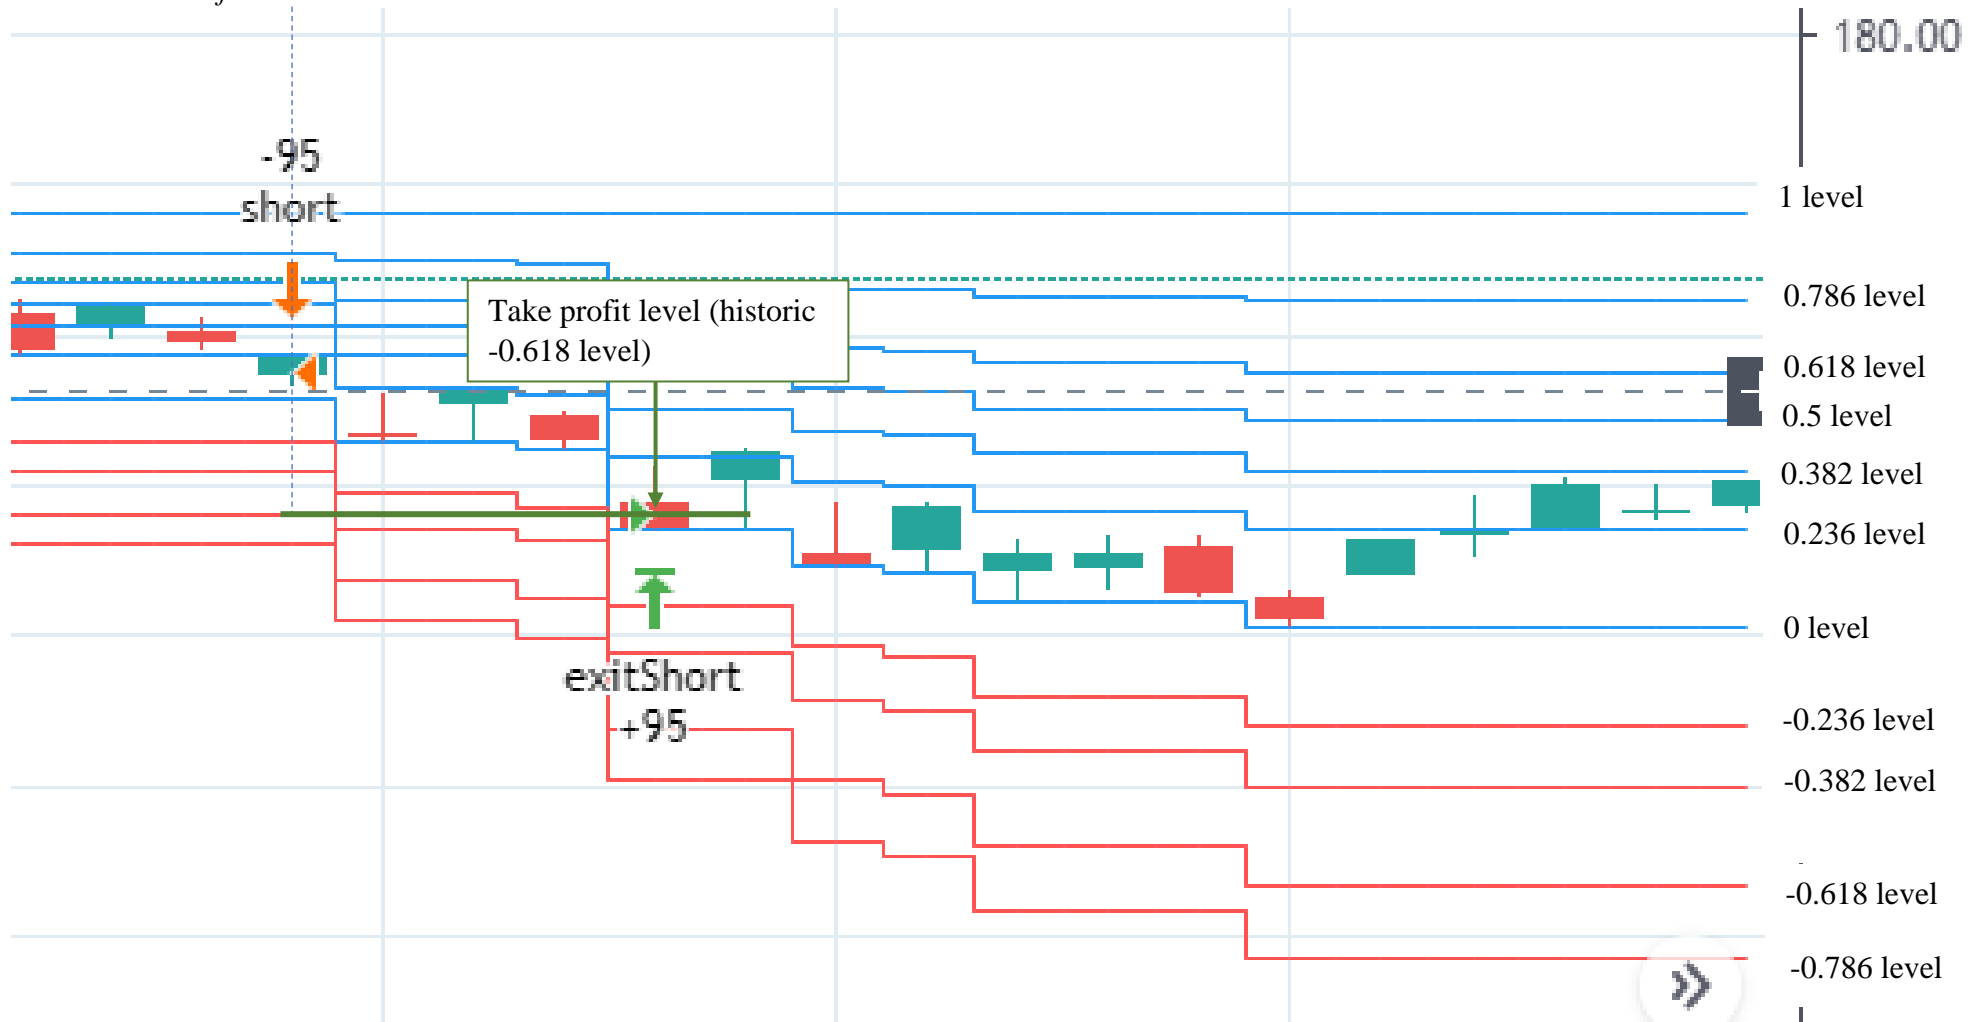 180.00
-95
short
1 level
0.786 level
Take profit level (historic
-0.618 level)
0.618 level
0.5 level
0.382 level
0.236 level
0 level
exitShort
+95
-0.236 level
-0.382 level
-0.618 level
-0.786 level